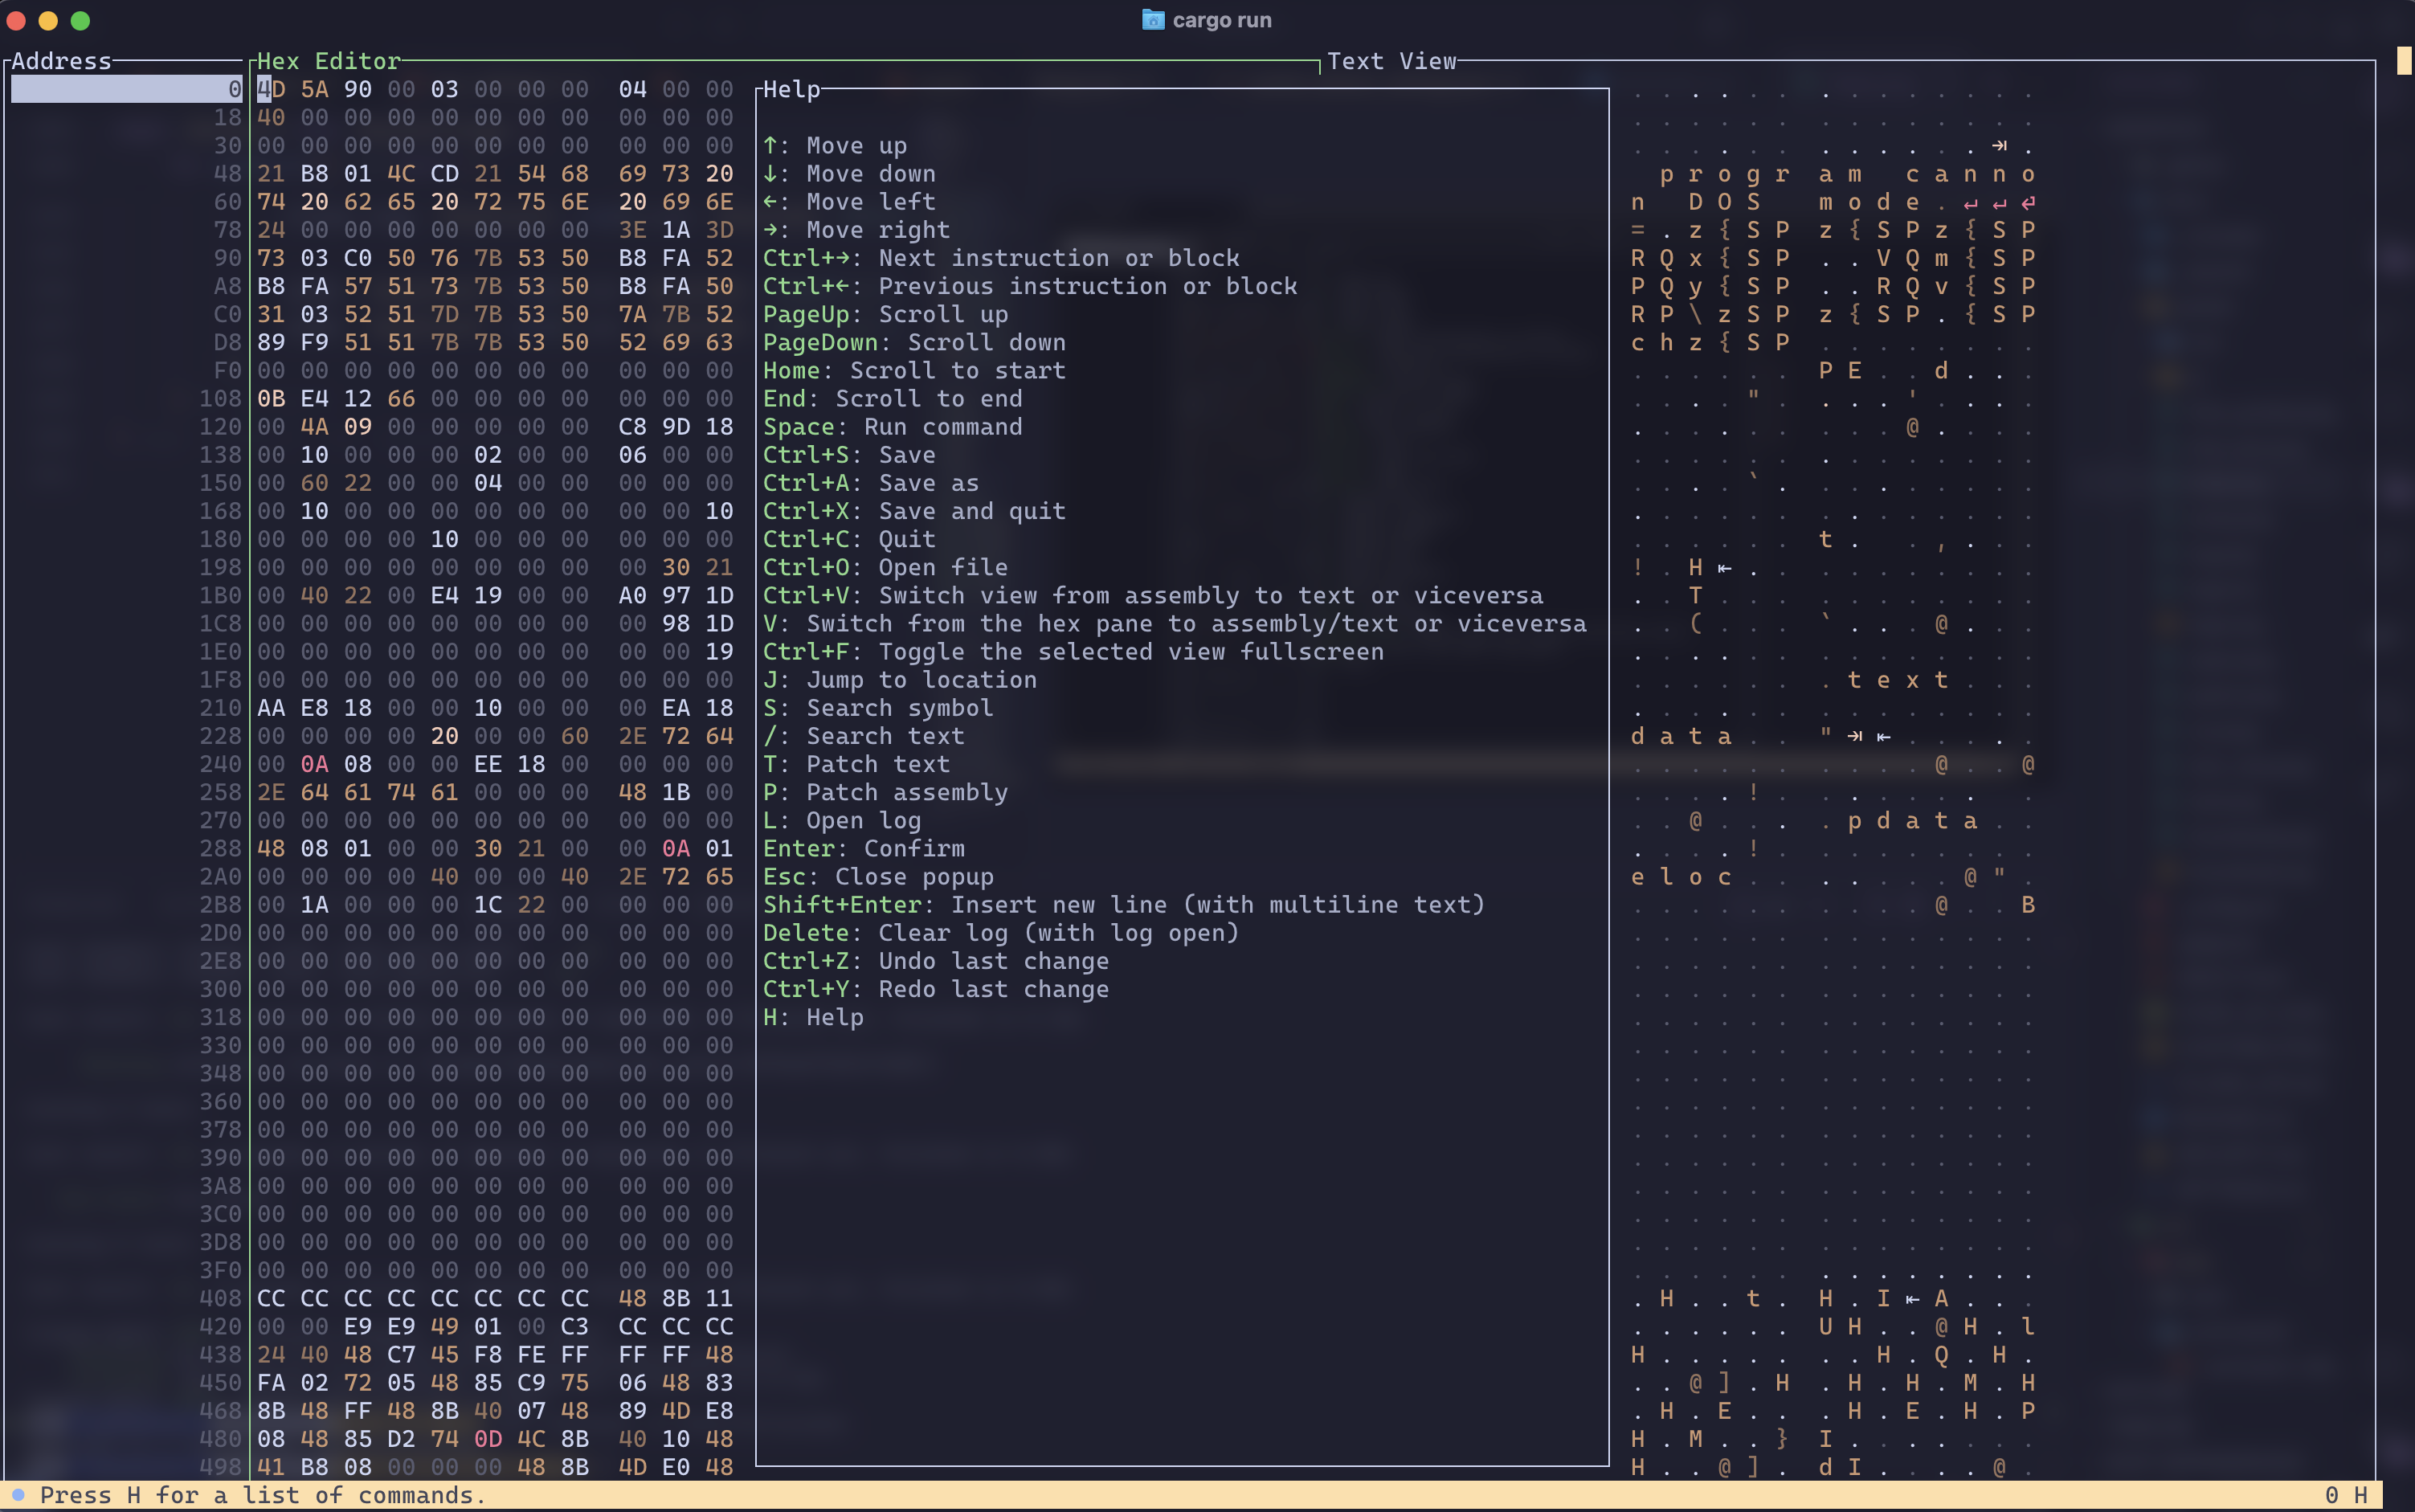 cargo run
Address Hex Editor Text View
0 4D 5A 90 00 03 00 00 00 04 00 00 Help . . . . . . . . . . . . . .
18 40 00 00 00 00 00 00 00 00 00 00 . . . . . . . . . . . . . .
30 00 00 00 00 00 00 00 00 00 00 00 ↑: Move up . . . . . . . . . . . . ⇥ .
48 21 B8 01 4C CD 21 54 68 69 73 20 ↓: Move down p r o g r a m c a n n o
60 74 20 62 65 20 72 75 6E 20 69 6E ←: Move left n D O S m o d e . ↵ ↵ ⏎
78 24 00 00 00 00 00 00 00 3E 1A 3D →: Move right = . z { S P z { S P z { S P
90 73 03 C0 50 76 7B 53 50 B8 FA 52 Ctrl+→: Next instruction or block R Q x { S P . . V Q m { S P
A8 B8 FA 57 51 73 7B 53 50 B8 FA 50 Ctrl+←: Previous instruction or block P Q y { S P . . R Q v { S P
C0 31 03 52 51 7D 7B 53 50 7A 7B 52 PageUp: Scroll up R P \ z S P z { S P . { S P
D8 89 F9 51 51 7B 7B 53 50 52 69 63 PageDown: Scroll down c h z { S P . . . . . . . .
F0 00 00 00 00 00 00 00 00 00 00 00 Home: Scroll to start . . . . . . P E . . d . . .
108 0B E4 12 66 00 00 00 00 00 00 00 End: Scroll to end . . . . " . . . . ' . . . .
120 00 4A 09 00 00 00 00 00 C8 9D 18 Space: Run command . . . . . . . . . @ . . . .
138 00 10 00 00 00 02 00 00 06 00 00 Ctrl+S: Save . . . . . . . . . . . . . .
150 00 60 22 00 00 04 00 00 00 00 00 Ctrl+A: Save as . . . . ` . . . . . . . . .
168 00 10 00 00 00 00 00 00 00 00 10 Ctrl+X: Save and quit . . . . . . . . . . . . . .
180 00 00 00 00 10 00 00 00 00 00 00 Ctrl+C: Quit . . . . . . t . . . , . . .
198 00 00 00 00 00 00 00 00 00 30 21 Ctrl+O: Open file ! . H ⇤ . . . . . . . . . .
1B0 00 40 22 00 E4 19 00 00 A0 97 1D Ctrl+V: Switch view from assembly to text or viceversa . . T . . . . . . . . . . .
1C8 00 00 00 00 00 00 00 00 00 98 1D V: Switch from the hex pane to assembly/text or viceversa . . ( . . . ` . . . @ . . .
1E0 00 00 00 00 00 00 00 00 00 00 19 Ctrl+F: Toggle the selected view fullscreen . . . . . . . . . . . . . .
1F8 00 00 00 00 00 00 00 00 00 00 00 J: Jump to location . . . . . . . t e x t . . .
210 AA E8 18 00 00 10 00 00 00 EA 18 S: Search symbol . . . . . . . . . . . . . .
228 00 00 00 00 20 00 00 60 2E 72 64 /: Search text d a t a . . " ⇥ ⇤ . . . . .
240 00 0A 08 00 00 EE 18 00 00 00 00 T: Patch text . . . . . . . . . . @ . . @
258 2E 64 61 74 61 00 00 00 48 1B 00 P: Patch assembly . . . . ! . . . . . . . . .
270 00 00 00 00 00 00 00 00 00 00 00 L: Open log . . @ . . . . p d a t a . .
288 48 08 01 00 00 30 21 00 00 0A 01 Enter: Confirm . . . . ! . . . . . . . . .
2A0 00 00 00 00 40 00 00 40 2E 72 65 Esc: Close popup e l o c . . . . . . . @ " .
2B8 00 1A 00 00 00 1C 22 00 00 00 00 Shift+Enter: Insert new line (with multiline text) . . . . . . . . . . @ . . B
2D0 00 00 00 00 00 00 00 00 00 00 00 Delete: Clear log (with log open) . . . . . . . . . . . . . .
2E8 00 00 00 00 00 00 00 00 00 00 00 Ctrl+Z: Undo last change . . . . . . . . . . . . . .
300 00 00 00 00 00 00 00 00 00 00 00 Ctrl+Y: Redo last change . . . . . . . . . . . . . .
318 00 00 00 00 00 00 00 00 00 00 00 H: Help . . . . . . . . . . . . . .
330 00 00 00 00 00 00 00 00 00 00 00 . . . . . . . . . . . . . .
348 00 00 00 00 00 00 00 00 00 00 00 . . . . . . . . . . . . . .
360 00 00 00 00 00 00 00 00 00 00 00 . . . . . . . . . . . . . .
378 00 00 00 00 00 00 00 00 00 00 00 . . . . . . . . . . . . . .
390 00 00 00 00 00 00 00 00 00 00 00 . . . . . . . . . . . . . .
3A8 00 00 00 00 00 00 00 00 00 00 00 . . . . . . . . . . . . . .
3C0 00 00 00 00 00 00 00 00 00 00 00 . . . . . . . . . . . . . .
3D8 00 00 00 00 00 00 00 00 00 00 00 . . . . . . . . . . . . . .
3F0 00 00 00 00 00 00 00 00 00 00 00 . . . . . . . . . . . . . .
408 CC CC CC CC CC CC CC CC 48 8B 11 . H . . t . H . I ⇤ A . . .
420 00 00 E9 E9 49 01 00 C3 CC CC CC . . . . . . U H . . @ H . l
438 24 40 48 C7 45 F8 FE FF FF FF 48 H . . . . . . . H . Q . H .
450 FA 02 72 05 48 85 C9 75 06 48 83 . . @ ] . H . H . H . M . H
468 8B 48 FF 48 8B 40 07 48 89 4D E8 . H . E . . . H . E . H . P
480 08 48 85 D2 74 0D 4C 8B 40 10 48 H . M . . } I . . . . . . .
498 41 B8 08 00 00 00 48 8B 4D E0 48 H . . @ ] . d I . . . . @ .
Press H for a list of commands. 0 H